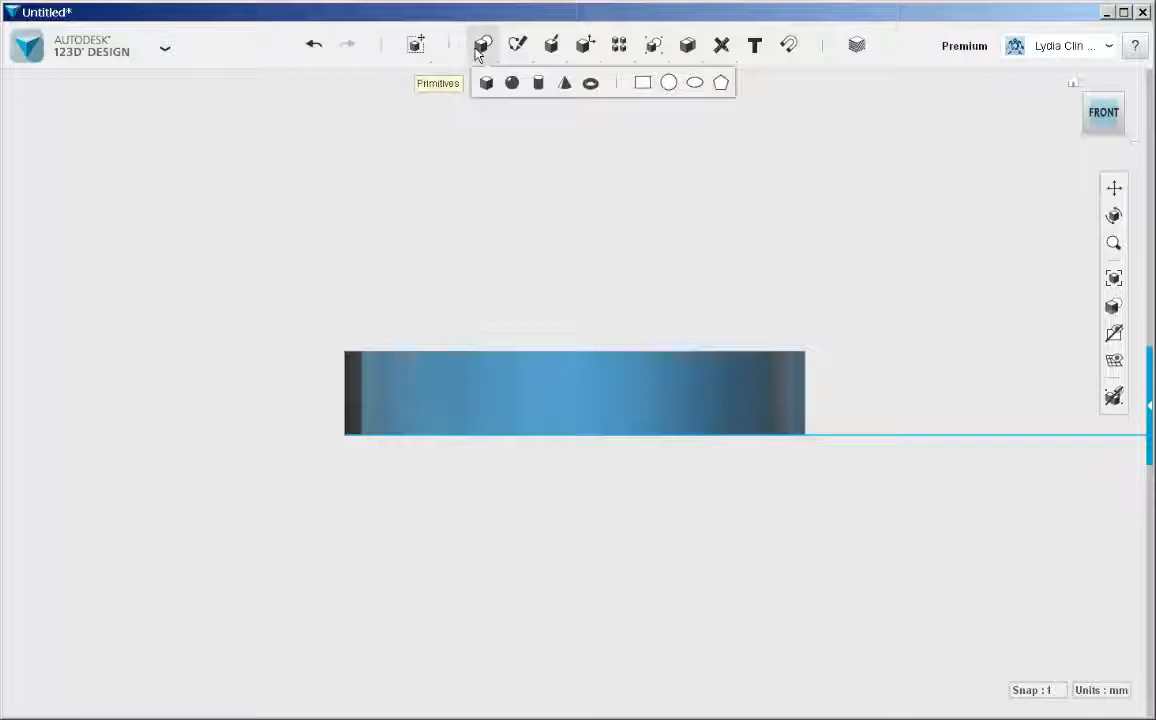 Untitled*
AUTODESK®
123D® DESIGN
Premium
Lydia Clin ...
?
Primitives
FRONT
Snap : 1
Units : mm